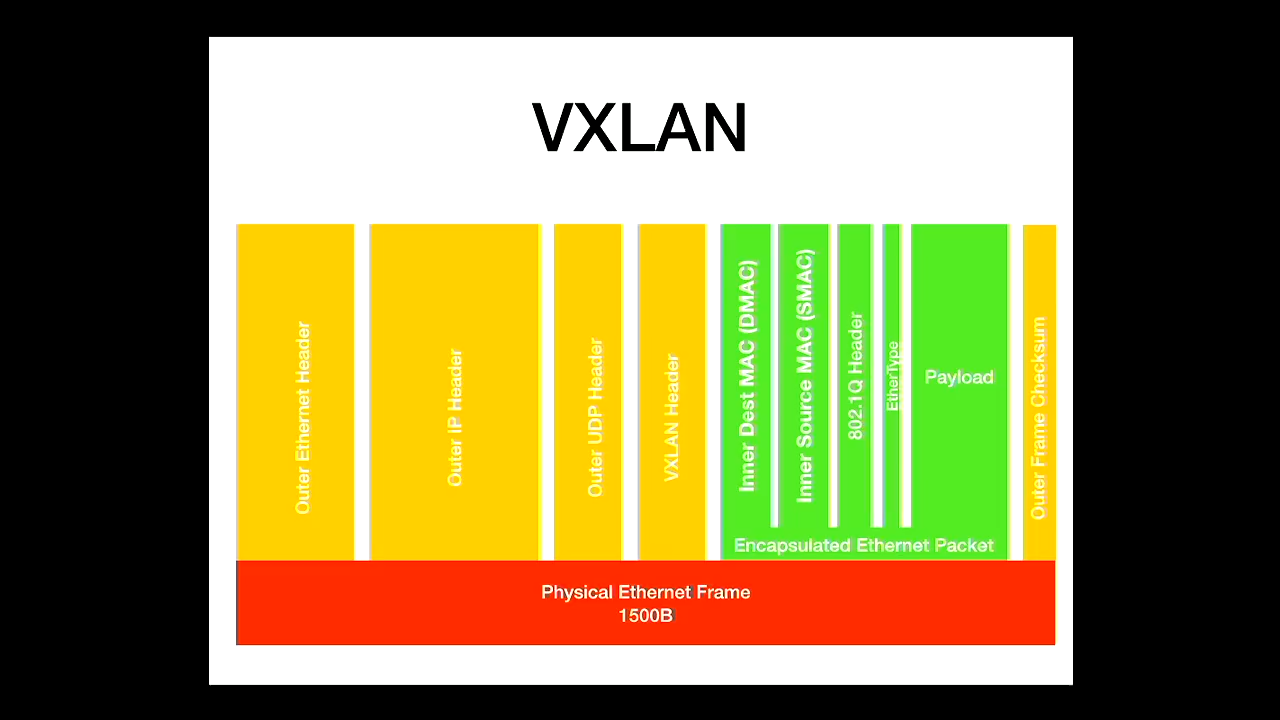 VXLAN
Outer Ethernet Header
Outer IP Header
Outer UDP Header
VXLAN Header
Inner Dest MAC (DMAC)
Inner Source MAC (SMAC)
802.1Q Header
EtherType
Payload
Outer Frame Checksum
Encapsulated Ethernet Packet
Physical Ethernet Frame
1500B